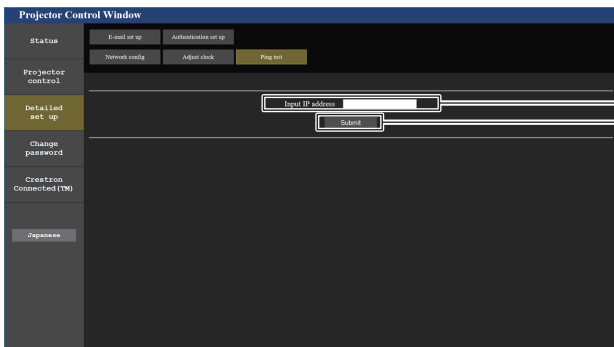 Projector Control Window
Status
E-mail set up
Authentication set up
Network config
Adjust clock
Ping test
Projector
control
Detailed
set up
Input IP address
Submit
Change
password
Crestron
Connected(TM)
Japanese